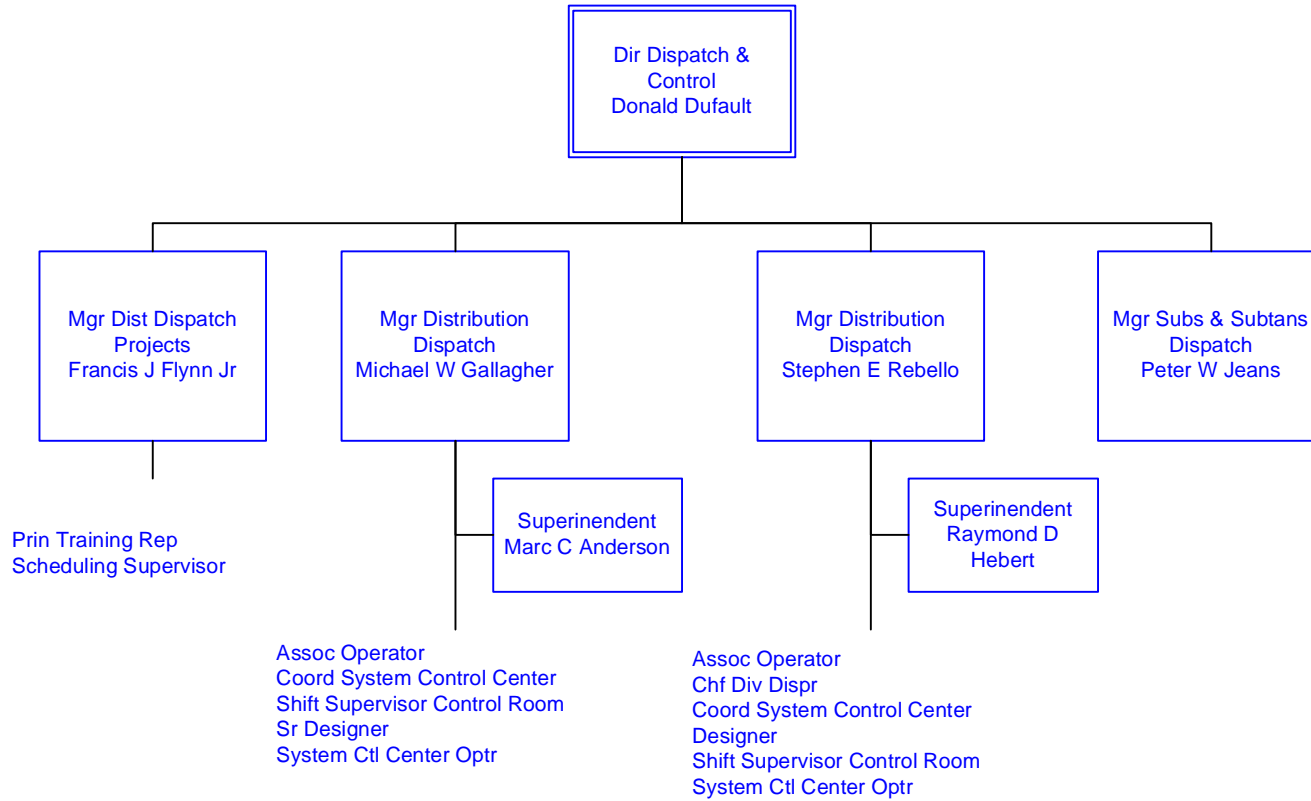 Dir Dispatch &
Control
Donald Dufault
Mgr Dist Dispatch
Projects
Francis J Flynn Jr
Mgr Distribution
Dispatch
Michael W Gallagher
Mgr Distribution
Dispatch
Stephen E Rebello
Mgr Subs & Subtans
Dispatch
Peter W Jeans
Prin Training Rep
Scheduling Supervisor
Superinendent
Marc C Anderson
Superinendent
Raymond D
Hebert
Assoc Operator
Coord System Control Center
Shift Supervisor Control Room
Sr Designer
System Ctl Center Optr
Assoc Operator
Chf Div Dispr
Coord System Control Center
Designer
Shift Supervisor Control Room
System Ctl Center Optr